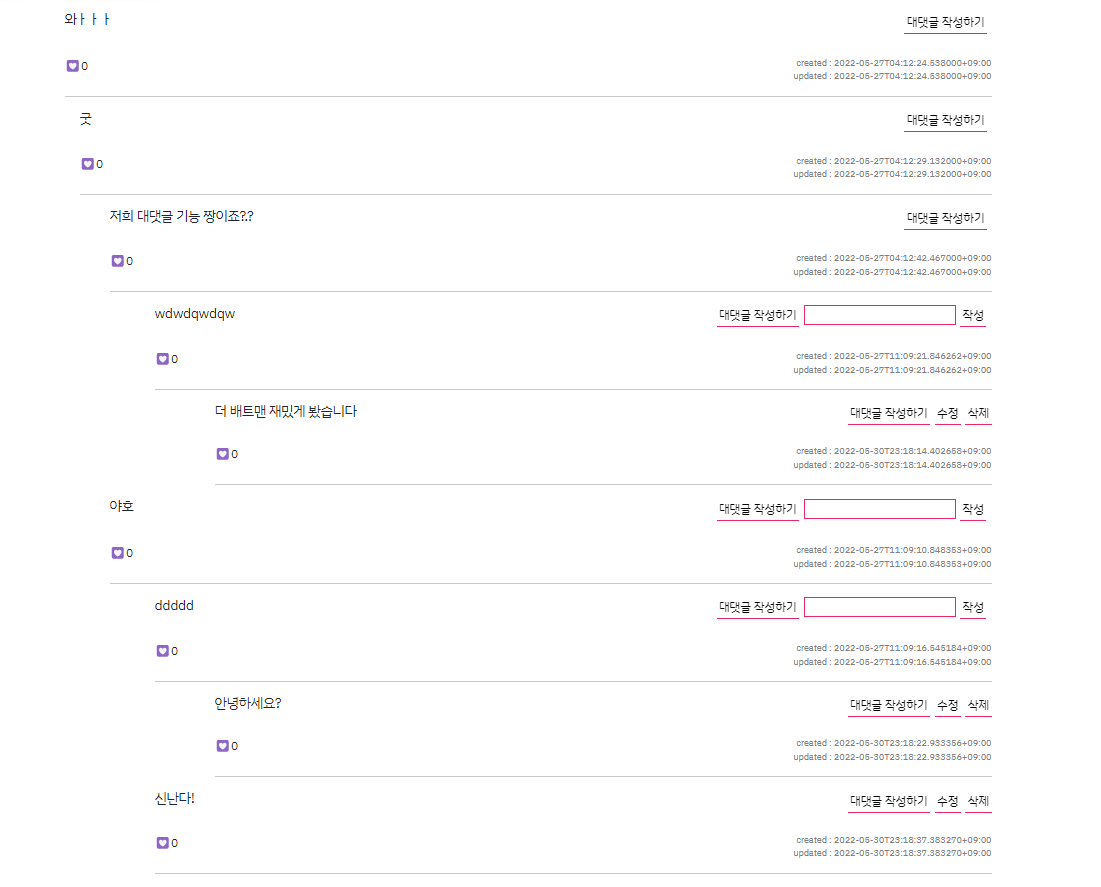 와ㅏㅏㅏ 대댓글 작성하기
0 created : 2022-05-27T04:12:24.538000+09:00
updated : 2022-05-27T04:12:24.538000+09:00
굿 대댓글 작성하기
0 created : 2022-05-27T04:12:29.132000+09:00
updated : 2022-05-27T04:12:29.132000+09:00
저희 대댓글 기능 짱이죠?.? 대댓글 작성하기
0 created : 2022-05-27T04:12:42.467000+09:00
updated : 2022-05-27T04:12:42.467000+09:00
wdwdqwdqw 대댓글 작성하기 작성
0 created : 2022-05-27T11:09:21.846262+09:00
updated : 2022-05-27T11:09:21.846262+09:00
더 배트맨 재밌게 봤습니다 대댓글 작성하기 수정 삭제
0 created : 2022-05-30T23:18:14.402658+09:00
updated : 2022-05-30T23:18:14.402658+09:00
야호 대댓글 작성하기 작성
0 created : 2022-05-27T11:09:10.848353+09:00
updated : 2022-05-27T11:09:10.848353+09:00
ddddd 대댓글 작성하기 작성
0 created : 2022-05-27T11:09:16.545184+09:00
updated : 2022-05-27T11:09:16.545184+09:00
안녕하세요? 대댓글 작성하기 수정 삭제
0 created : 2022-05-30T23:18:22.933356+09:00
updated : 2022-05-30T23:18:22.933356+09:00
신난다! 대댓글 작성하기 수정 삭제
0 created : 2022-05-30T23:18:37.383270+09:00
updated : 2022-05-30T23:18:37.383270+09:00